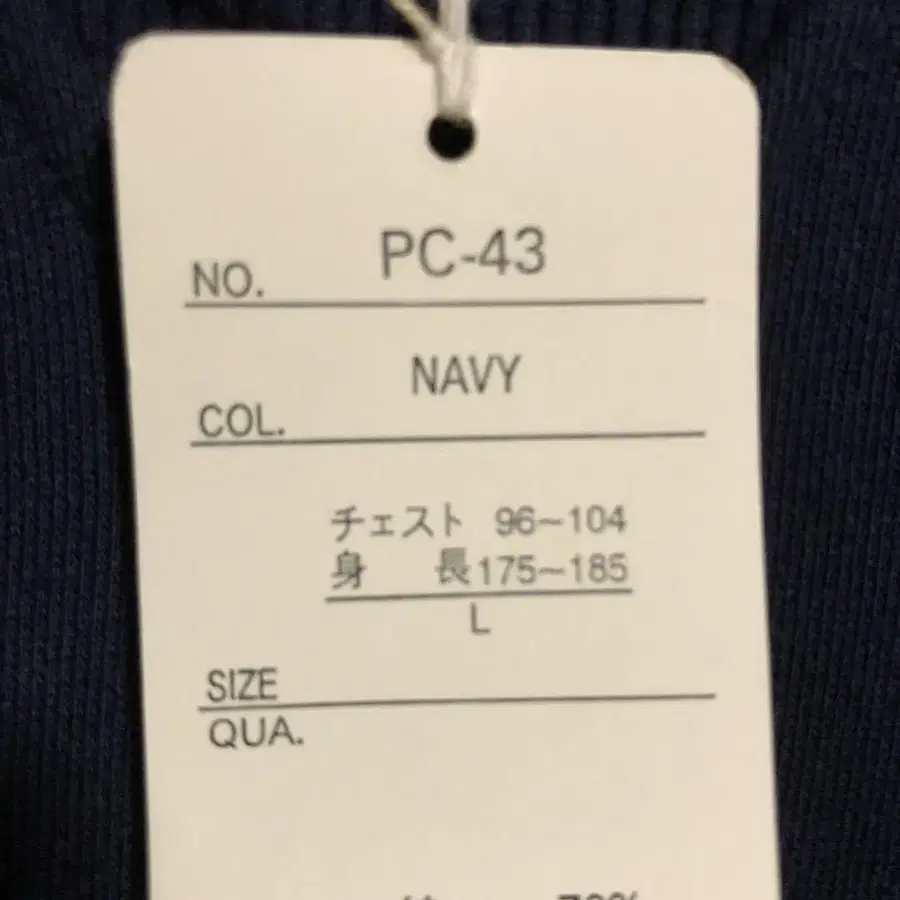 NO. PC-43
COL. NAVY
チェスト 96~104
身 長175~185
L
SIZE
QUA.